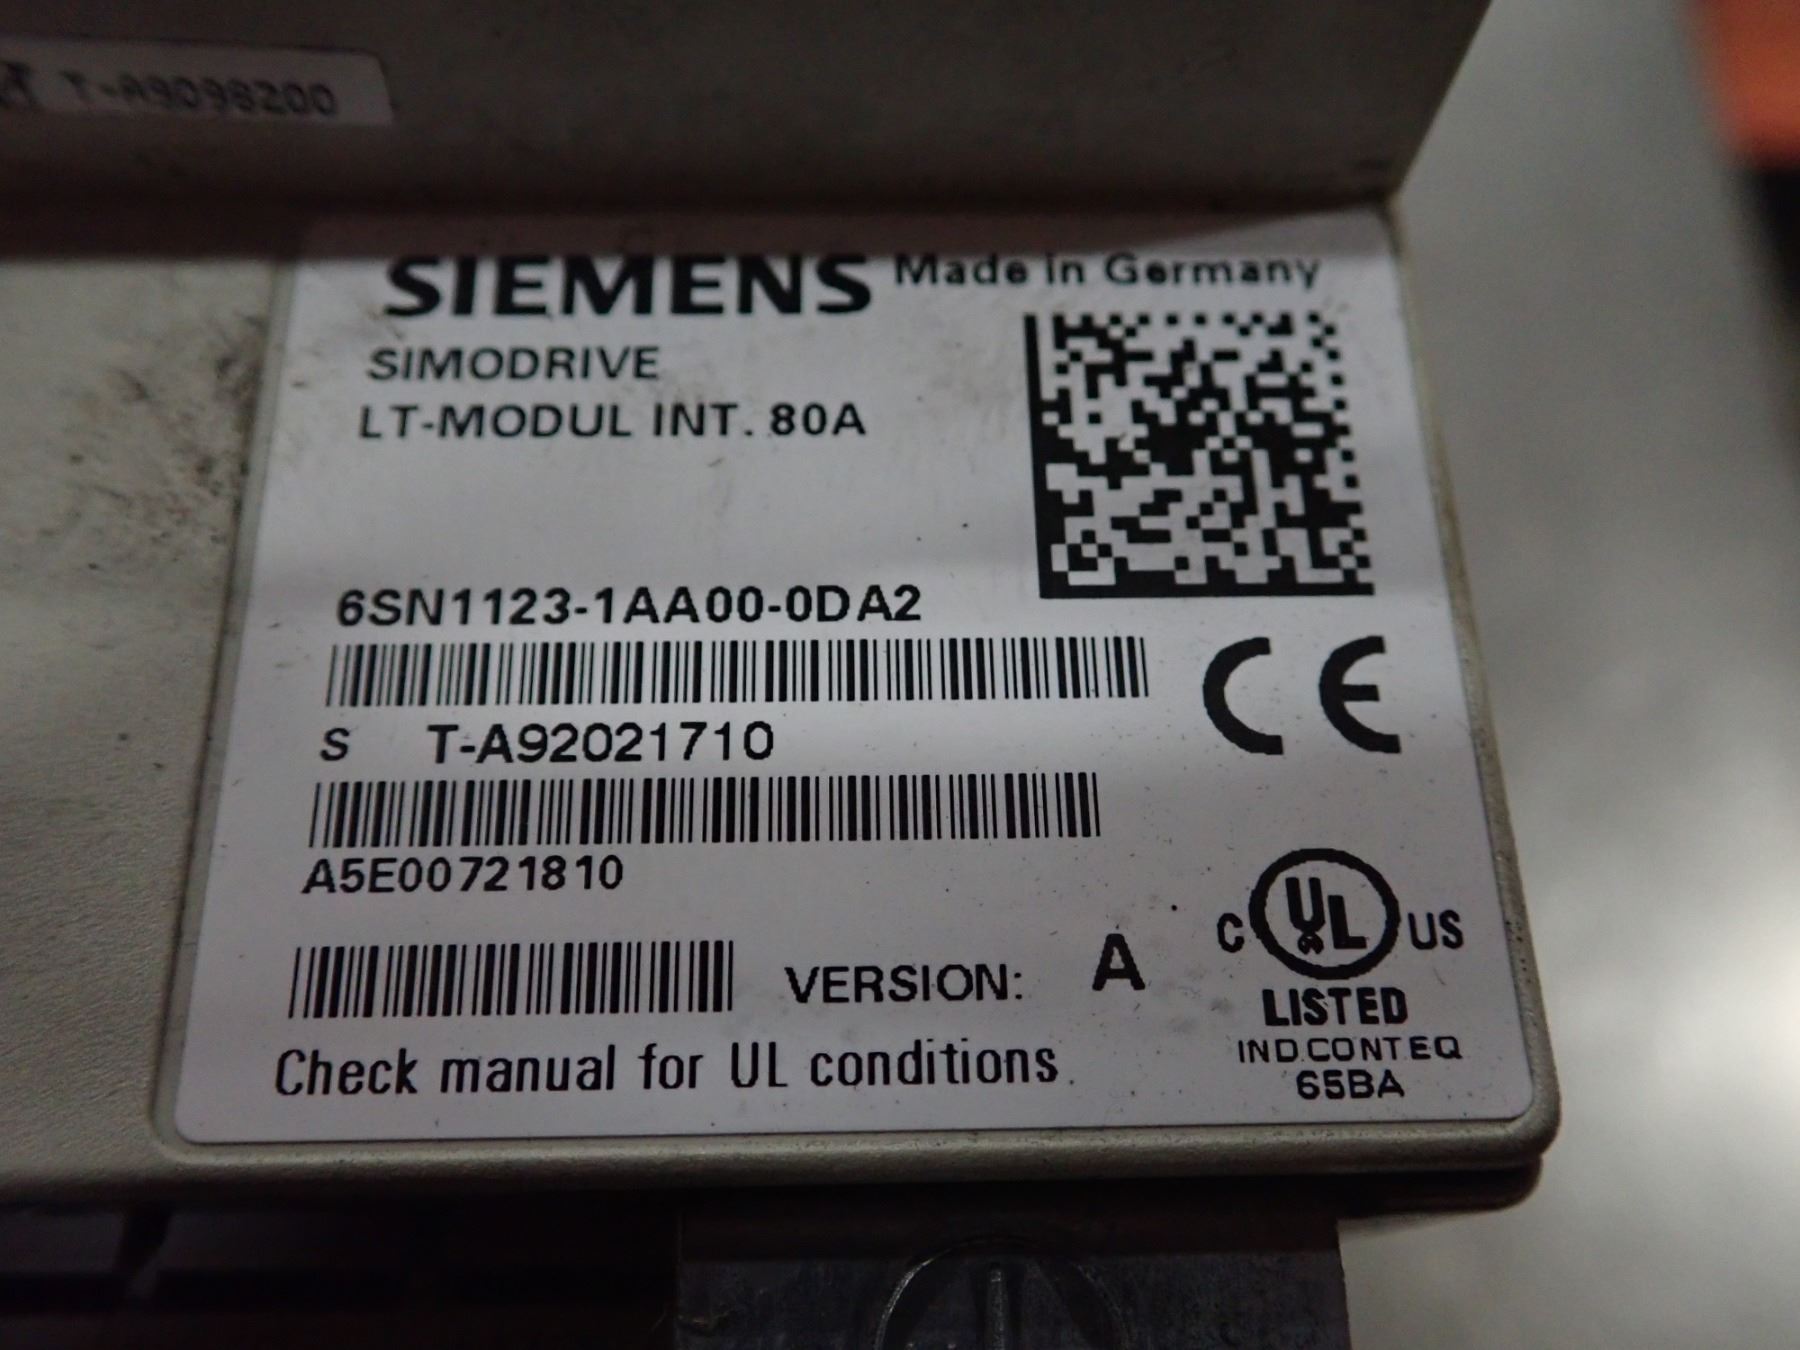 T-A9098200
SIEMENS Made in Germany
SIMODRIVE
LT-MODUL INT. 80A
6SN1123-1AA00-0DA2
S T-A92021710
A5E00721810
VERSION: A
Check manual for UL conditions.
CE
C UL US
LISTED
IND.CONT.EQ
65BA